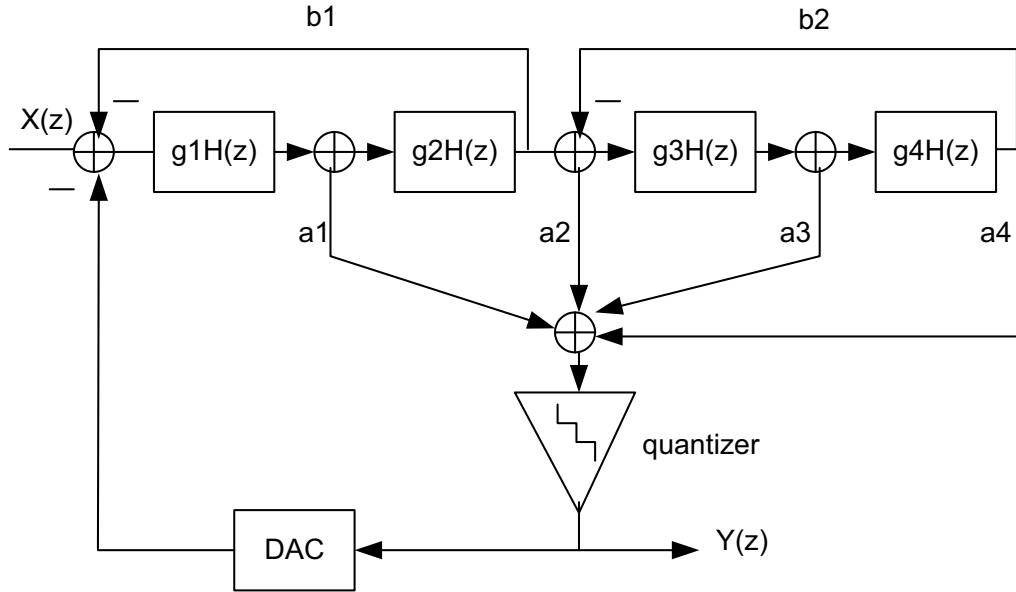 b1
b2
X(z)
g1H(z)
g2H(z)
g3H(z)
g4H(z)
a1
a2
a3
a4
quantizer
DAC
Y(z)